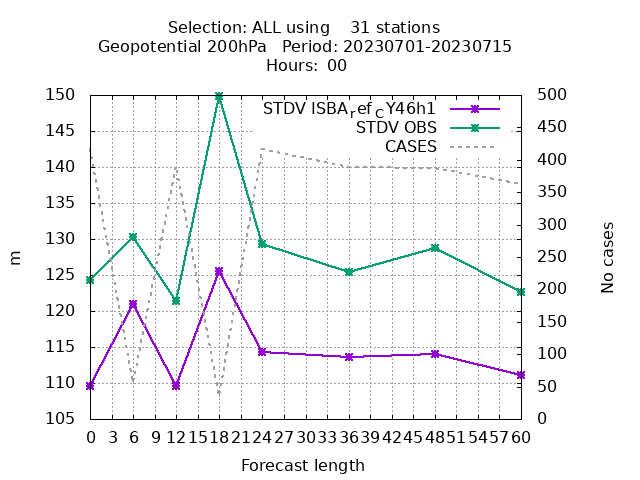 Selection: ALL using 31 stations
Geopotential 200hPa Period: 20230701-20230715
Hours: 00
STDV ISBAref CY46h1
STDV OBS
CASES
150
145
140
135
130
125
120
115
110
105
500
450
400
350
300
250
200
150
100
50
0
m
No cases
0 3 6 9 12 15 18 21 24 27 30 33 36 39 42 45 48 51 54 57 60
Forecast length